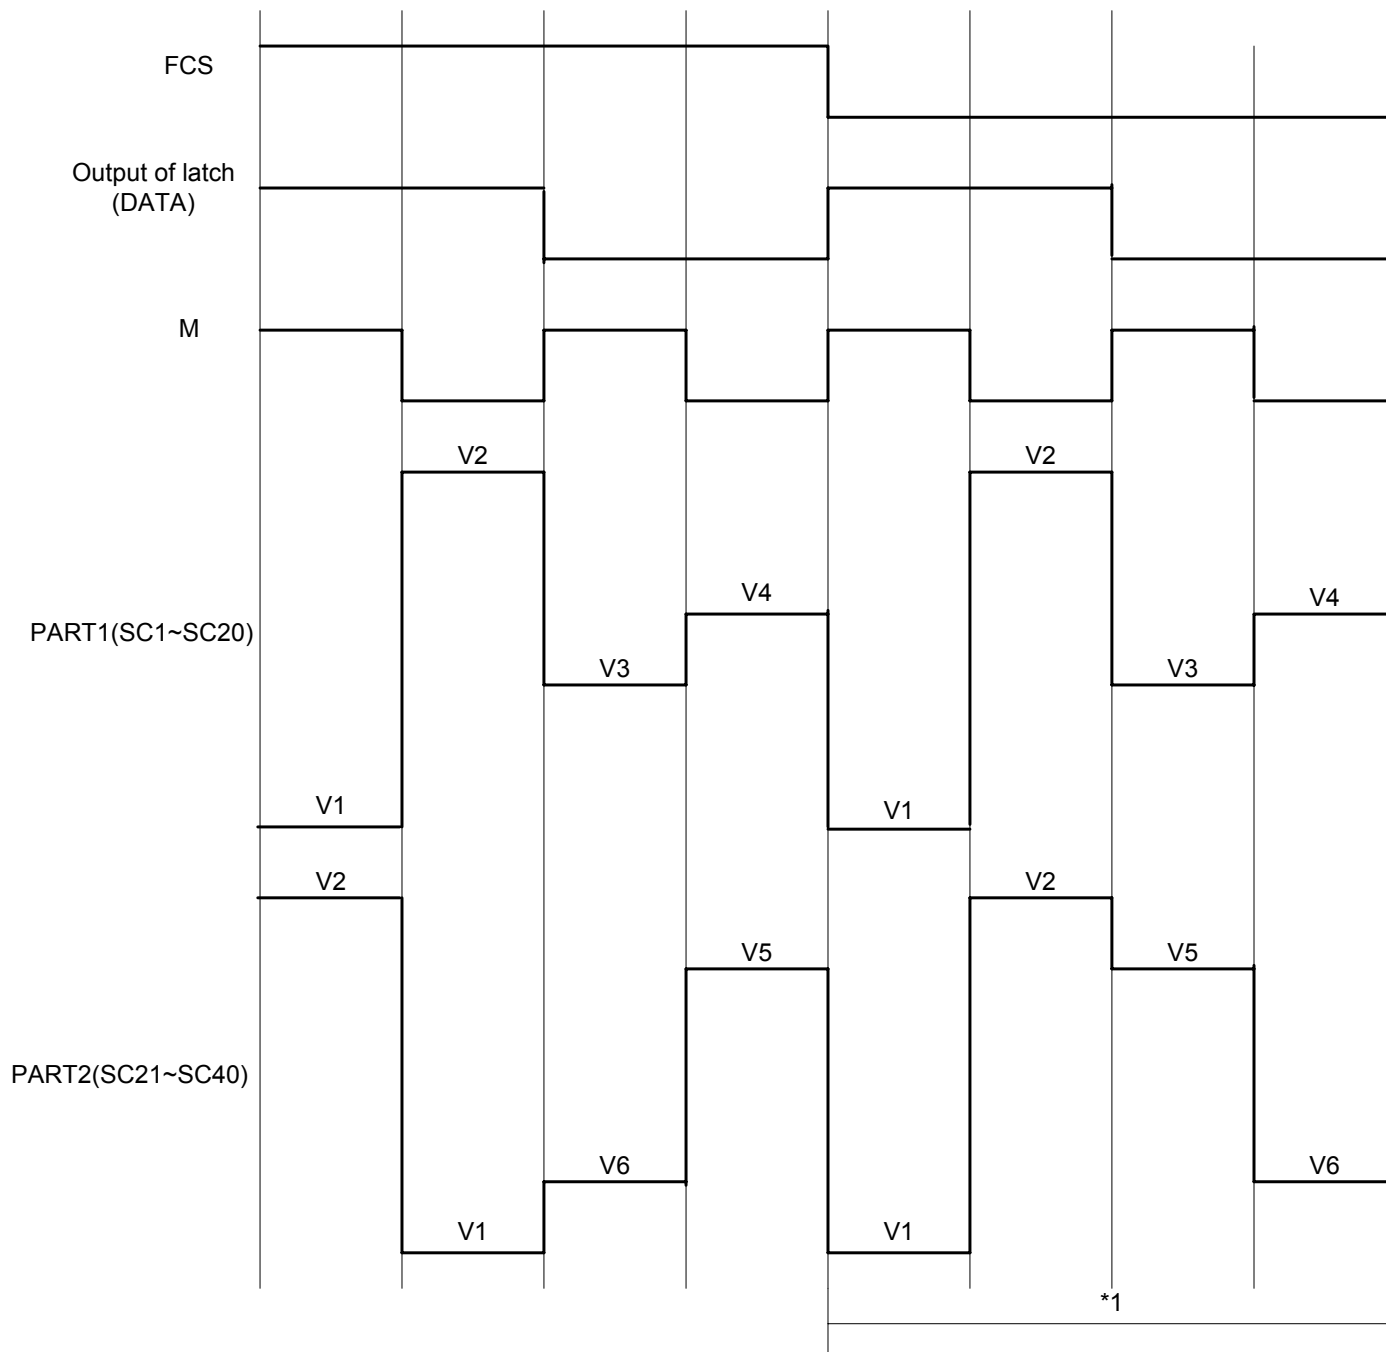 FCS
Output of latch
(DATA)
M
V2
V2
V4
V4
PART1(SC1~SC20)
V3
V3
V1
V1
V2
V2
V5
V5
PART2(SC21~SC40)
V6
V6
V1
V1
*1